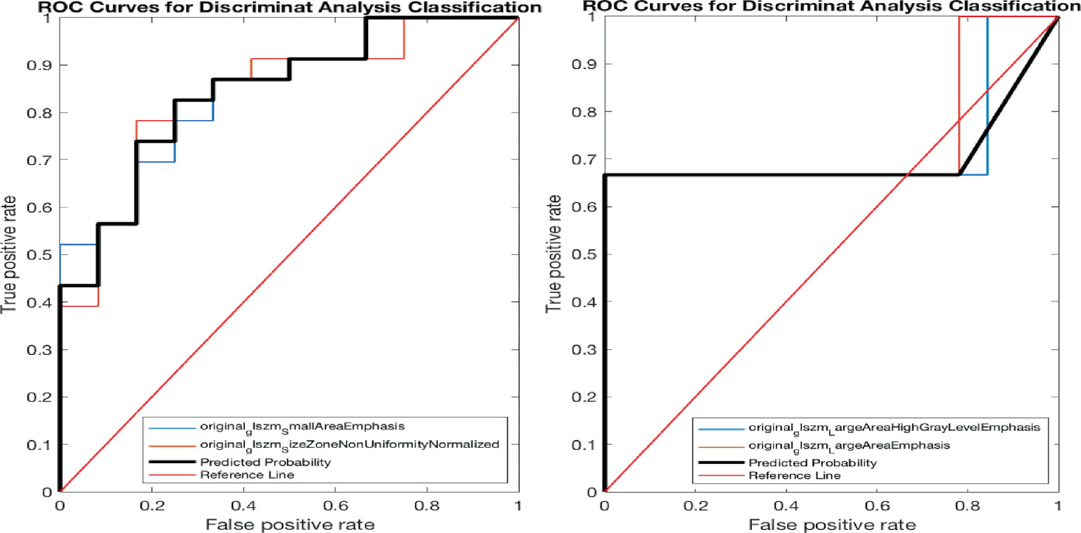 ROC Curves for Discriminat Analysis Classification
1
0.9
0.8
0.7
0.6
0.5
0.4
0.3
0.2
0.1
0
True positive rate
original_glszm_SmallAreaEmphasis
original_glszm_SizeZoneNonUniformityNormalized
Predicted Probability
Reference Line
0 0.2 0.4 0.6 0.8 1
False positive rate
ROC Curves for Discriminat Analysis Classification
1
0.9
0.8
0.7
0.6
0.5
0.4
0.3
0.2
0.1
0
True positive rate
original_glszm_LargeAreaHighGrayLevelEmphasis
original_glszm_LargeAreaEmphasis
Predicted Probability
Reference Line
0 0.2 0.4 0.6 0.8 1
False positive rate